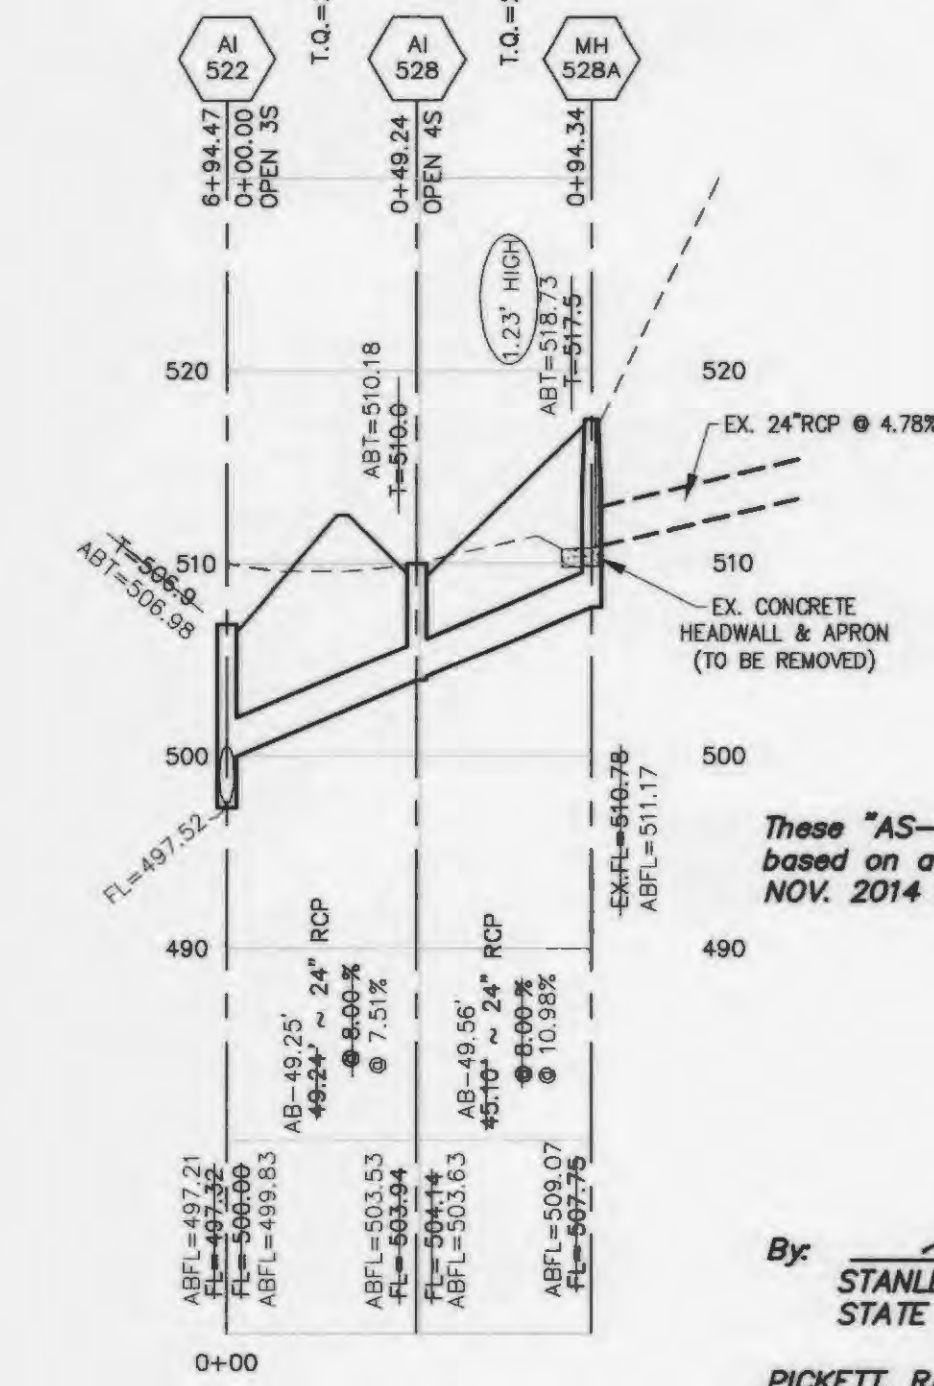 T.Q.=
T.Q.=
AI
522
AI
528
MH
528A
6+94.47
0+00.00
OPEN 3S
0+49.24
OPEN 4S
0+94.34
1.23' HIGH
ABT=518.73
T=517.5
ABT=510.18
T=510.0
520
520
EX. 24"RCP @ 4.78%
T=506.9
ABT=506.98
510
510
EX. CONCRETE
HEADWALL & APRON
(TO BE REMOVED)
500
500
FL=497.52
EX.FL=510.78
ABFL=511.17
These "AS-
based on a
NOV. 2014
490
490
AB-49.25'
49.24' ~ 24" RCP
@ 8.00 %
@ 7.51%
AB-49.56'
45.10' ~ 24" RCP
@ 8.00 %
@ 10.98%
ABFL=497.21
FL=497.32
FL=500.00
ABFL=499.83
ABFL=503.53
FL=503.94
FL=504.14
ABFL=503.63
ABFL=509.07
FL=507.75
By:
STANL
STATE
0+00
PICKETT